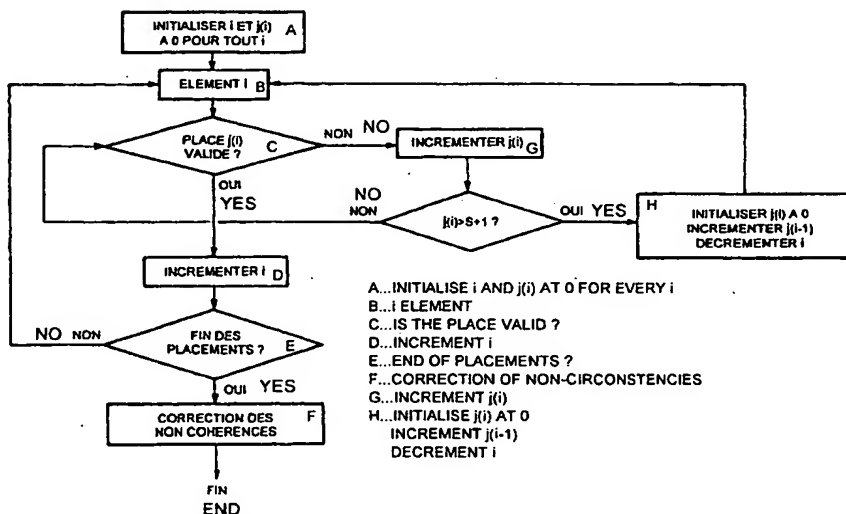 INITIALISER i ET j(i) A
A 0 POUR TOUT i
ELEMENT i B
PLACE j(i) C
VALIDE ?
NON NO
INCREMENTER j(i) G
OUI
YES
NO
NON
j(i)>S+1 ?
OUI YES
H
INITIALISER j(i) A 0
INCREMENTER j(i-1)
DECREMENTER i
INCREMENTER i D
NO NON
FIN DES
PLACEMENTS ? E
OUI YES
CORRECTION DES F
NON COHERENCES
FIN
END
A...INITIALISE i AND j(i) AT 0 FOR EVERY i
B...i ELEMENT
C...IS THE PLACE VALID ?
D...INCREMENT i
E...END OF PLACEMENTS ?
F...CORRECTION OF NON-CIRCONSTENCIES
G...INCREMENT j(i)
H...INITIALISE j(i) AT 0
INCREMENT j(i-1)
DECREMENT i